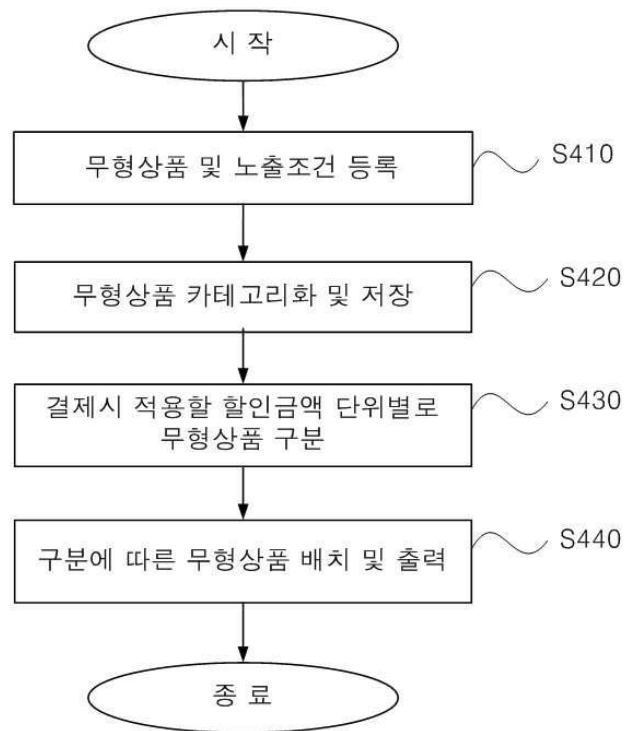 시 작
무형상품 및 노출조건 등록
S410
무형상품 카테고리화 및 저장
S420
결제시 적용할 할인금액 단위별로
무형상품 구분
S430
구분에 따른 무형상품 배치 및 출력
S440
종 료